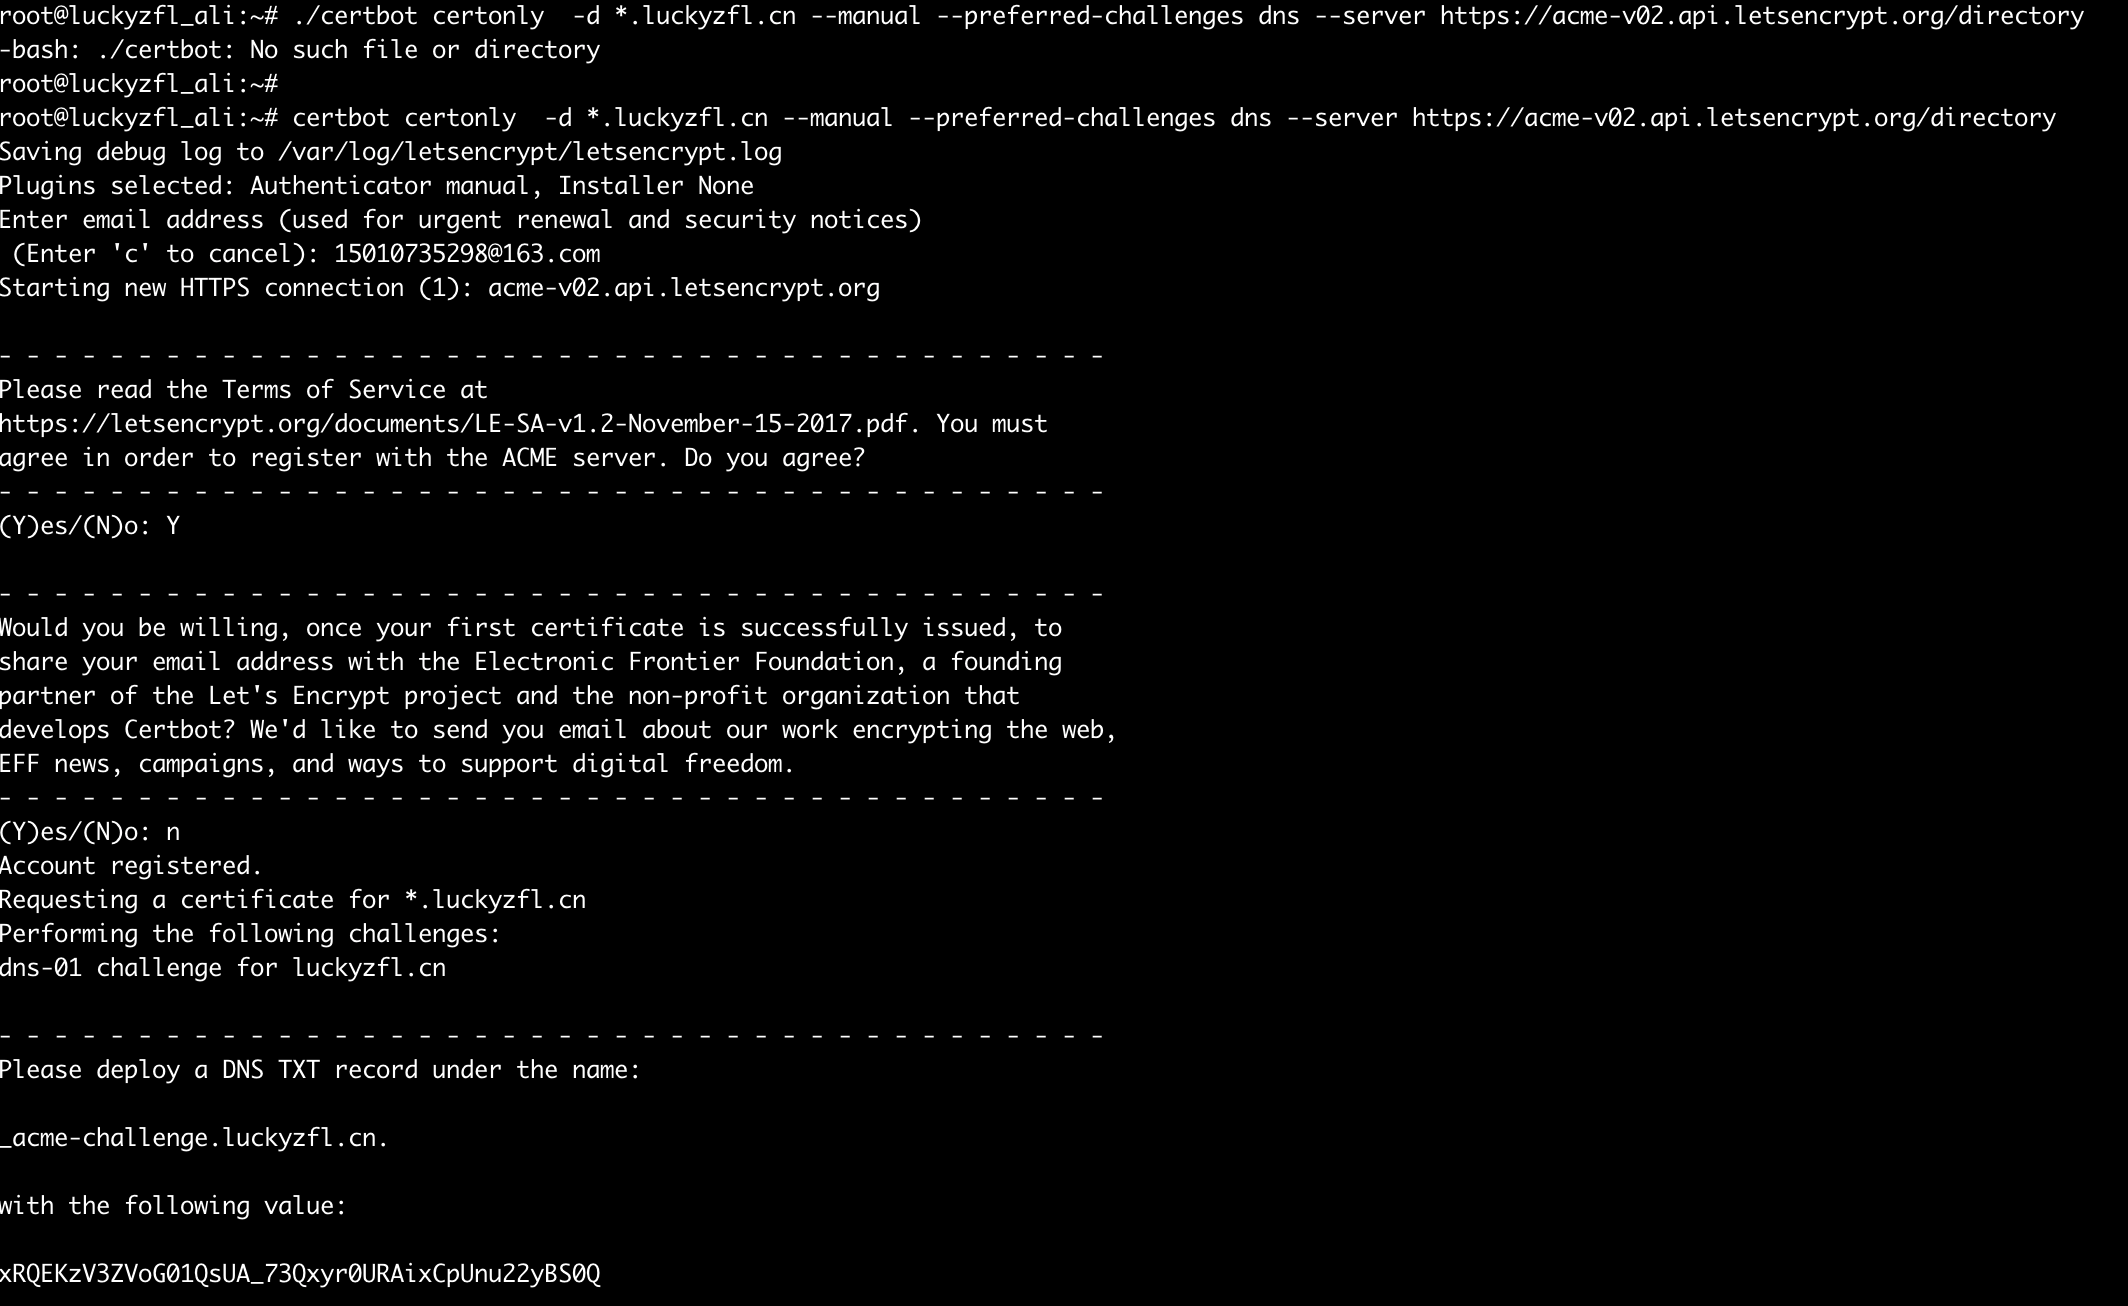 root@luckyzfl_ali:~# ./certbot certonly  -d *.luckyzfl.cn --manual --preferred-challenges dns --server https://acme-v02.api.letsencrypt.org/directory
-bash: ./certbot: No such file or directory
root@luckyzfl_ali:~#
root@luckyzfl_ali:~# certbot certonly  -d *.luckyzfl.cn --manual --preferred-challenges dns --server https://acme-v02.api.letsencrypt.org/directory
Saving debug log to /var/log/letsencrypt/letsencrypt.log
Plugins selected: Authenticator manual, Installer None
Enter email address (used for urgent renewal and security notices)
 (Enter 'c' to cancel): 15010735298@163.com
Starting new HTTPS connection (1): acme-v02.api.letsencrypt.org

- - - - - - - - - - - - - - - - - - - - - - - - - - - - - - - - - - - - - - - -
Please read the Terms of Service at
https://letsencrypt.org/documents/LE-SA-v1.2-November-15-2017.pdf. You must
agree in order to register with the ACME server. Do you agree?
- - - - - - - - - - - - - - - - - - - - - - - - - - - - - - - - - - - - - - - -
(Y)es/(N)o: Y

- - - - - - - - - - - - - - - - - - - - - - - - - - - - - - - - - - - - - - - -
Would you be willing, once your first certificate is successfully issued, to
share your email address with the Electronic Frontier Foundation, a founding
partner of the Let's Encrypt project and the non-profit organization that
develops Certbot? We'd like to send you email about our work encrypting the web,
EFF news, campaigns, and ways to support digital freedom.
- - - - - - - - - - - - - - - - - - - - - - - - - - - - - - - - - - - - - - - -
(Y)es/(N)o: n
Account registered.
Requesting a certificate for *.luckyzfl.cn
Performing the following challenges:
dns-01 challenge for luckyzfl.cn

- - - - - - - - - - - - - - - - - - - - - - - - - - - - - - - - - - - - - - - -
Please deploy a DNS TXT record under the name:

_acme-challenge.luckyzfl.cn.

with the following value:

xRQEKzV3ZVoG01QsUA_73Qxyr0URAixCpUnu22yBS0Q